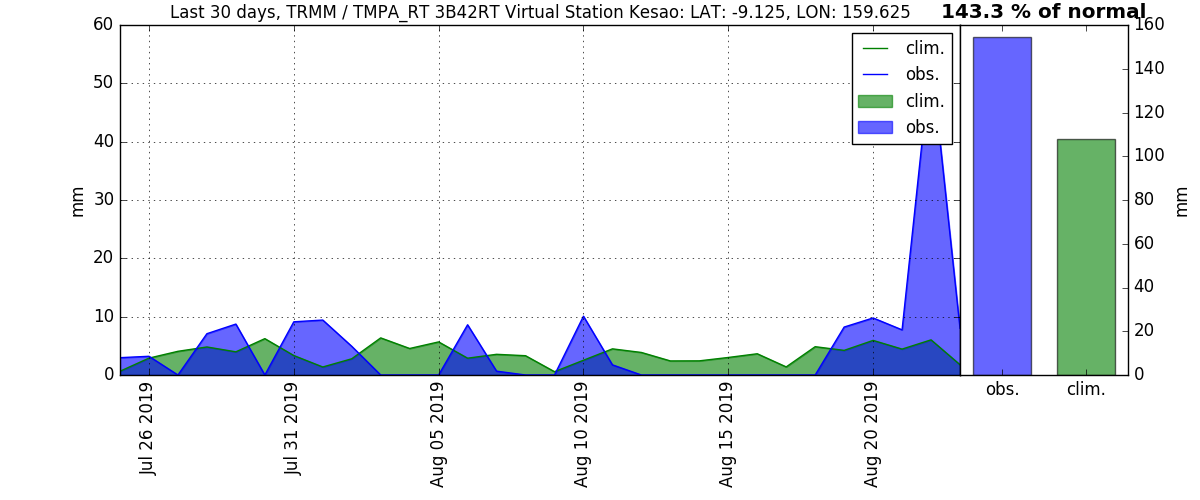 Last 30 days, TRMM / TMPA_RT 3B42RT Virtual Station Kesao: LAT: -9.125, LON: 159.625
143.3 % of normal
60
50
40
30
20
10
0
mm
clim.
obs.
clim.
obs.
160
140
120
100
80
60
40
20
0
mm
Jul 26 2019
Jul 31 2019
Aug 05 2019
Aug 10 2019
Aug 15 2019
Aug 20 2019
obs.
clim.